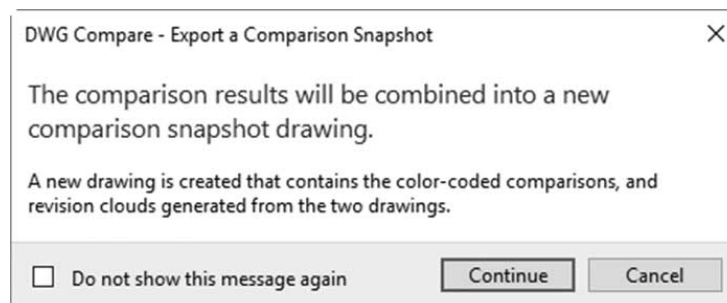 DWG Compare - Export a Comparison Snapshot
The comparison results will be combined into a new
comparison snapshot drawing.
A new drawing is created that contains the color-coded comparisons, and
revision clouds generated from the two drawings.
Do not show this message again
Continue
Cancel